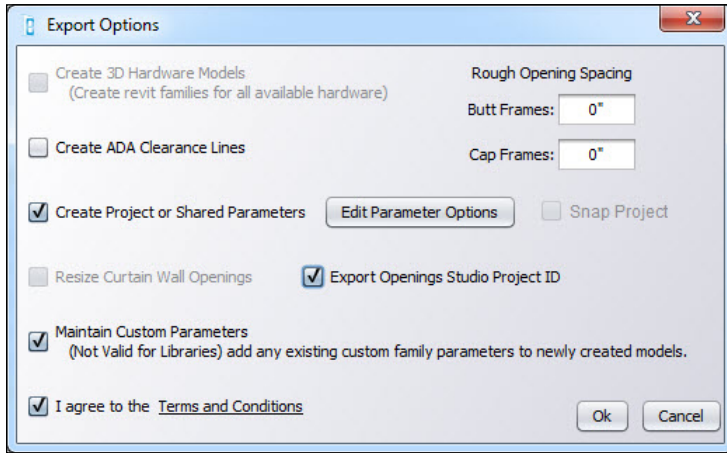 Export Options
Create 3D Hardware Models
(Create revit families for all available hardware)
Rough Opening Spacing
Butt Frames: 0"
Create ADA Clearance Lines
Cap Frames: 0"
Create Project or Shared Parameters Edit Parameter Options Snap Project
Resize Curtain Wall Openings Export Openings Studio Project ID
Maintain Custom Parameters
(Not Valid for Libraries) add any existing custom family parameters to newly created models.
I agree to the Terms and Conditions Ok Cancel